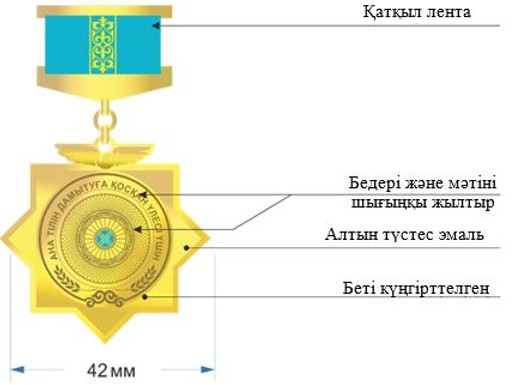 Қатқыл лента
Бедері және мәтіні
шығыңқы жылтыр
Алтын түстес эмаль
Беті күңгірттелген
АНА ТІЛІН ДАМЫТУҒА ҚОСҚАН ҮЛЕСІ ҮШІН
42 мм